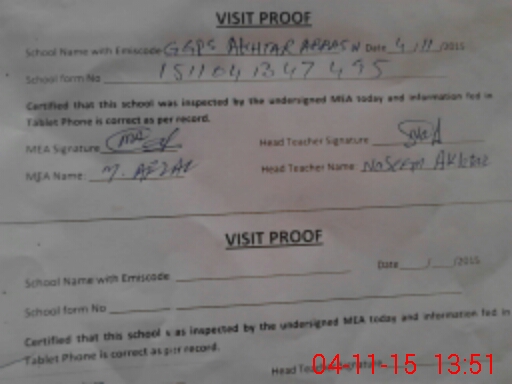 VISIT PROOF
School Name with Emiscode GGPS AKHTAR ABBAS W Date 4/11/2015
School form No
Certified that this school was inspected by the undersigned MEA today and information fed in
Tablet Phone is correct as per record.
MEA Signature Head Teacher Signature
MEA Name: M. AFZAL Head Teacher Name: Naseem Akhtar
VISIT PROOF
School Name with Emiscode Date / /2015
School form No
Certified that this school was inspected by the undersigned MEA today and information fed in
Tablet Phone is correct as per record.
Head Teacher Signature
04-11-15 13:51